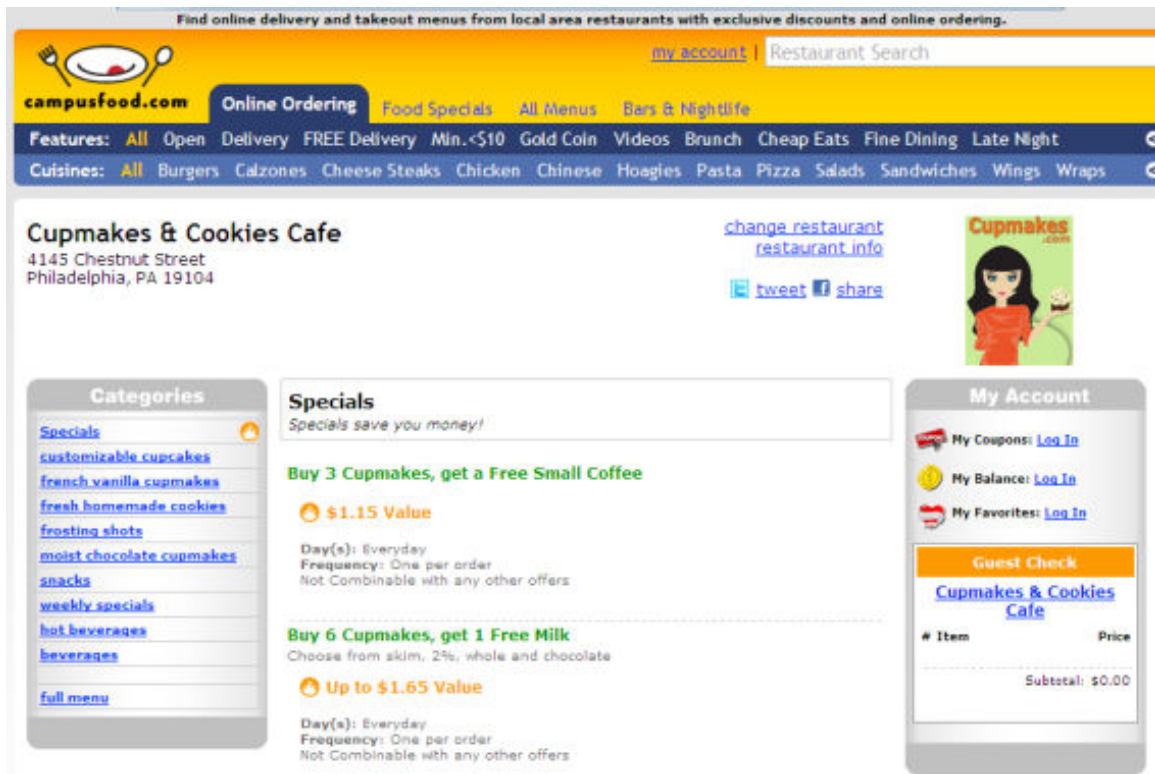 Find online delivery and takeout menus from local area restaurants with exclusive discounts and online ordering.
my account | Restaurant Search
campusfood.com
Online Ordering Food Specials All Menus Bars & Nightlife
Features: All Open Delivery FREE Delivery Min.<$10 Gold Coin Videos Brunch Cheap Eats Fine Dining Late Night
Cuisines: All Burgers Calzones Cheese Steaks Chicken Chinese Hoagies Pasta Pizza Salads Sandwiches Wings Wraps
Cupmakes & Cookies Cafe
4145 Chestnut Street
Philadelphia, PA 19104
change restaurant
restaurant info
tweet share
Cupmakes
.com
Categories
Specials
customizable cupcakes
french vanilla cupmakes
fresh homemade cookies
frosting shots
moist chocolate cupmakes
snacks
weekly specials
hot beverages
beverages
full menu
Specials
Specials save you money!
Buy 3 Cupmakes, get a Free Small Coffee
$1.15 Value
Day(s): Everyday
Frequency: One per order
Not Combinable with any other offers
Buy 6 Cupmakes, get 1 Free Milk
Choose from skim, 2%, whole and chocolate
Up to $1.65 Value
Day(s): Everyday
Frequency: One per order
Not Combinable with any other offers
My Account
My Coupons: Log In
My Balance: Log In
My Favorites: Log In
Guest Check
Cupmakes & Cookies
Cafe
# Item Price
Subtotal: $0.00